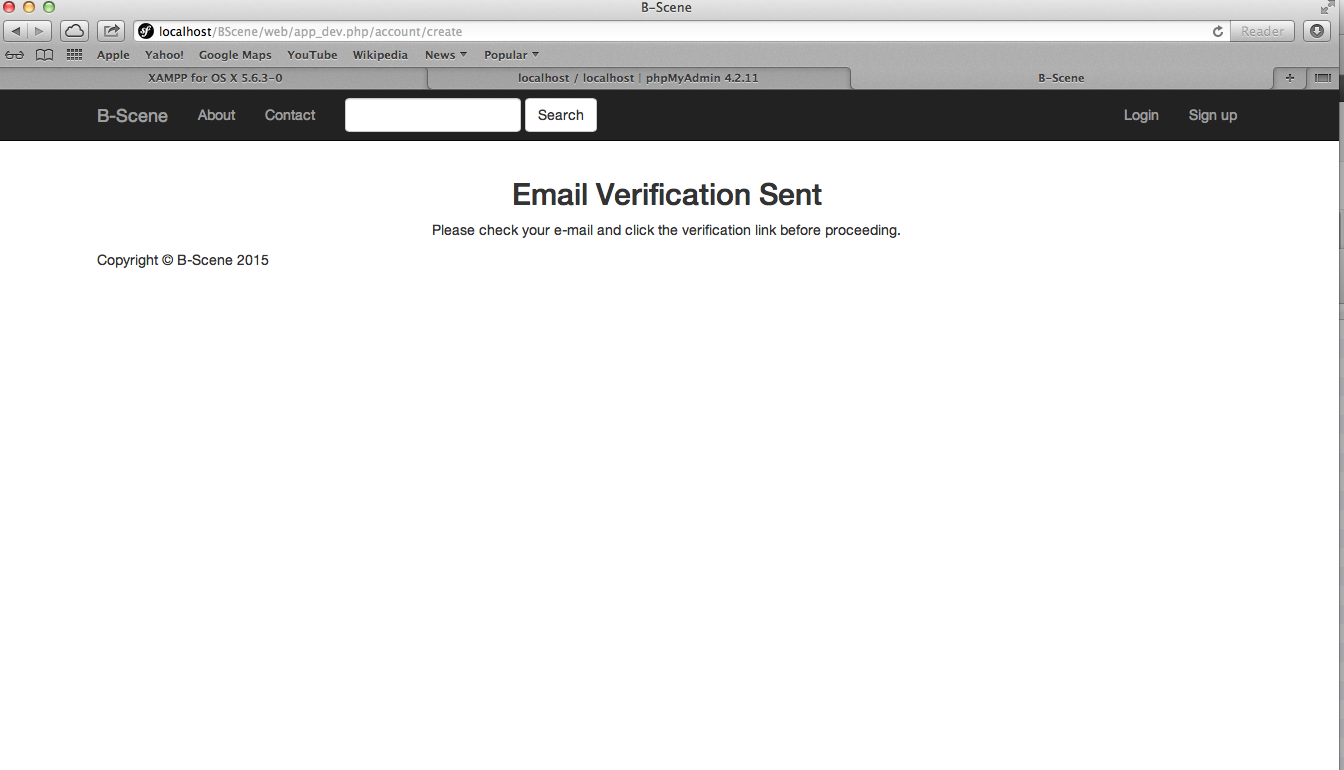 B-Scene
localhost/BScene/web/app_dev.php/account/create
Reader
Apple Yahoo! Google Maps YouTube Wikipedia News Popular
XAMPP for OS X 5.6.3-0 localhost / localhost | phpMyAdmin 4.2.11 B-Scene
B-Scene About Contact Search Login Sign up
Email Verification Sent
Please check your e-mail and click the verification link before proceeding.
Copyright © B-Scene 2015